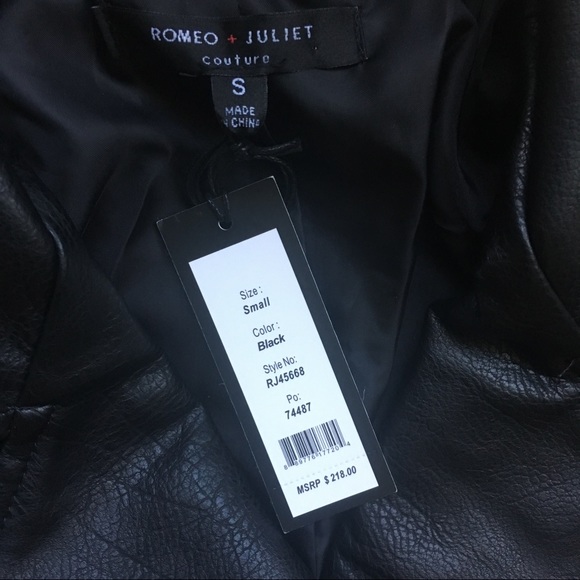 ROMEO + JULIET
couture
S
MADE
CHINA
Size :
Small
Color :
Black
Style No:
RJ45668
Po:
74487
MSRP $ 218.00